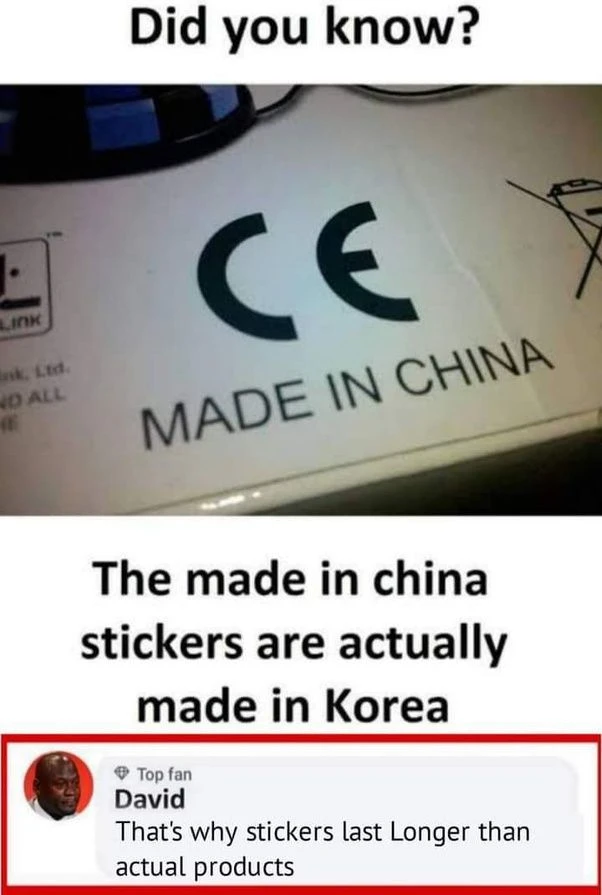 Did you know?
CE
LINK
Ltd.
ALL
MADE IN CHINA
The made in china
stickers are actually
made in Korea
Top fan
David
That's why stickers last Longer than
actual products